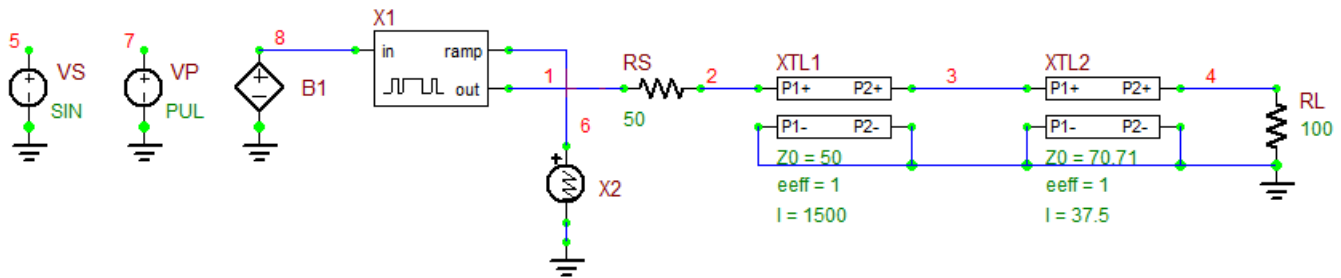 5
VS
SIN
7
VP
PUL
8
B1
X1
in
ramp
out
1
6
X2
RS
50
2
XTL1
P1+ P2+
P1- P2-
Z0 = 50
eeff = 1
l = 1500
3
XTL2
P1+ P2+
P1- P2-
Z0 = 70.71
eeff = 1
l = 37.5
4
RL
100